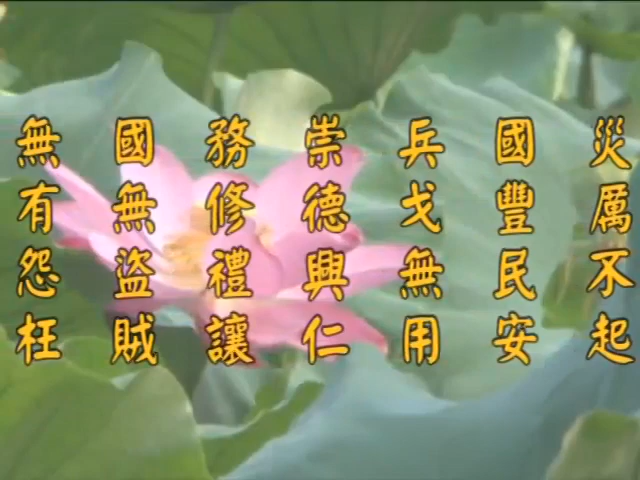 災厲不起
國豐民安
兵戈無用
崇德興仁
務修禮讓
國無盜賊
無有怨枉